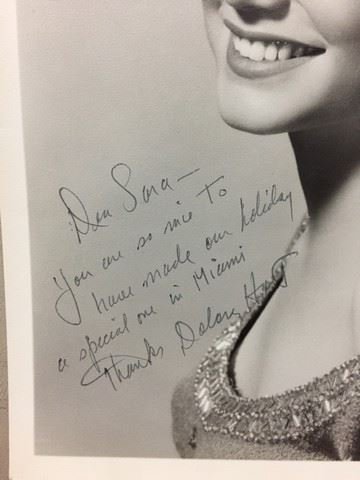 Dear Sara —
You are so nice to
have made our holiday
a special one in Miami
Thanks Dolores Hart